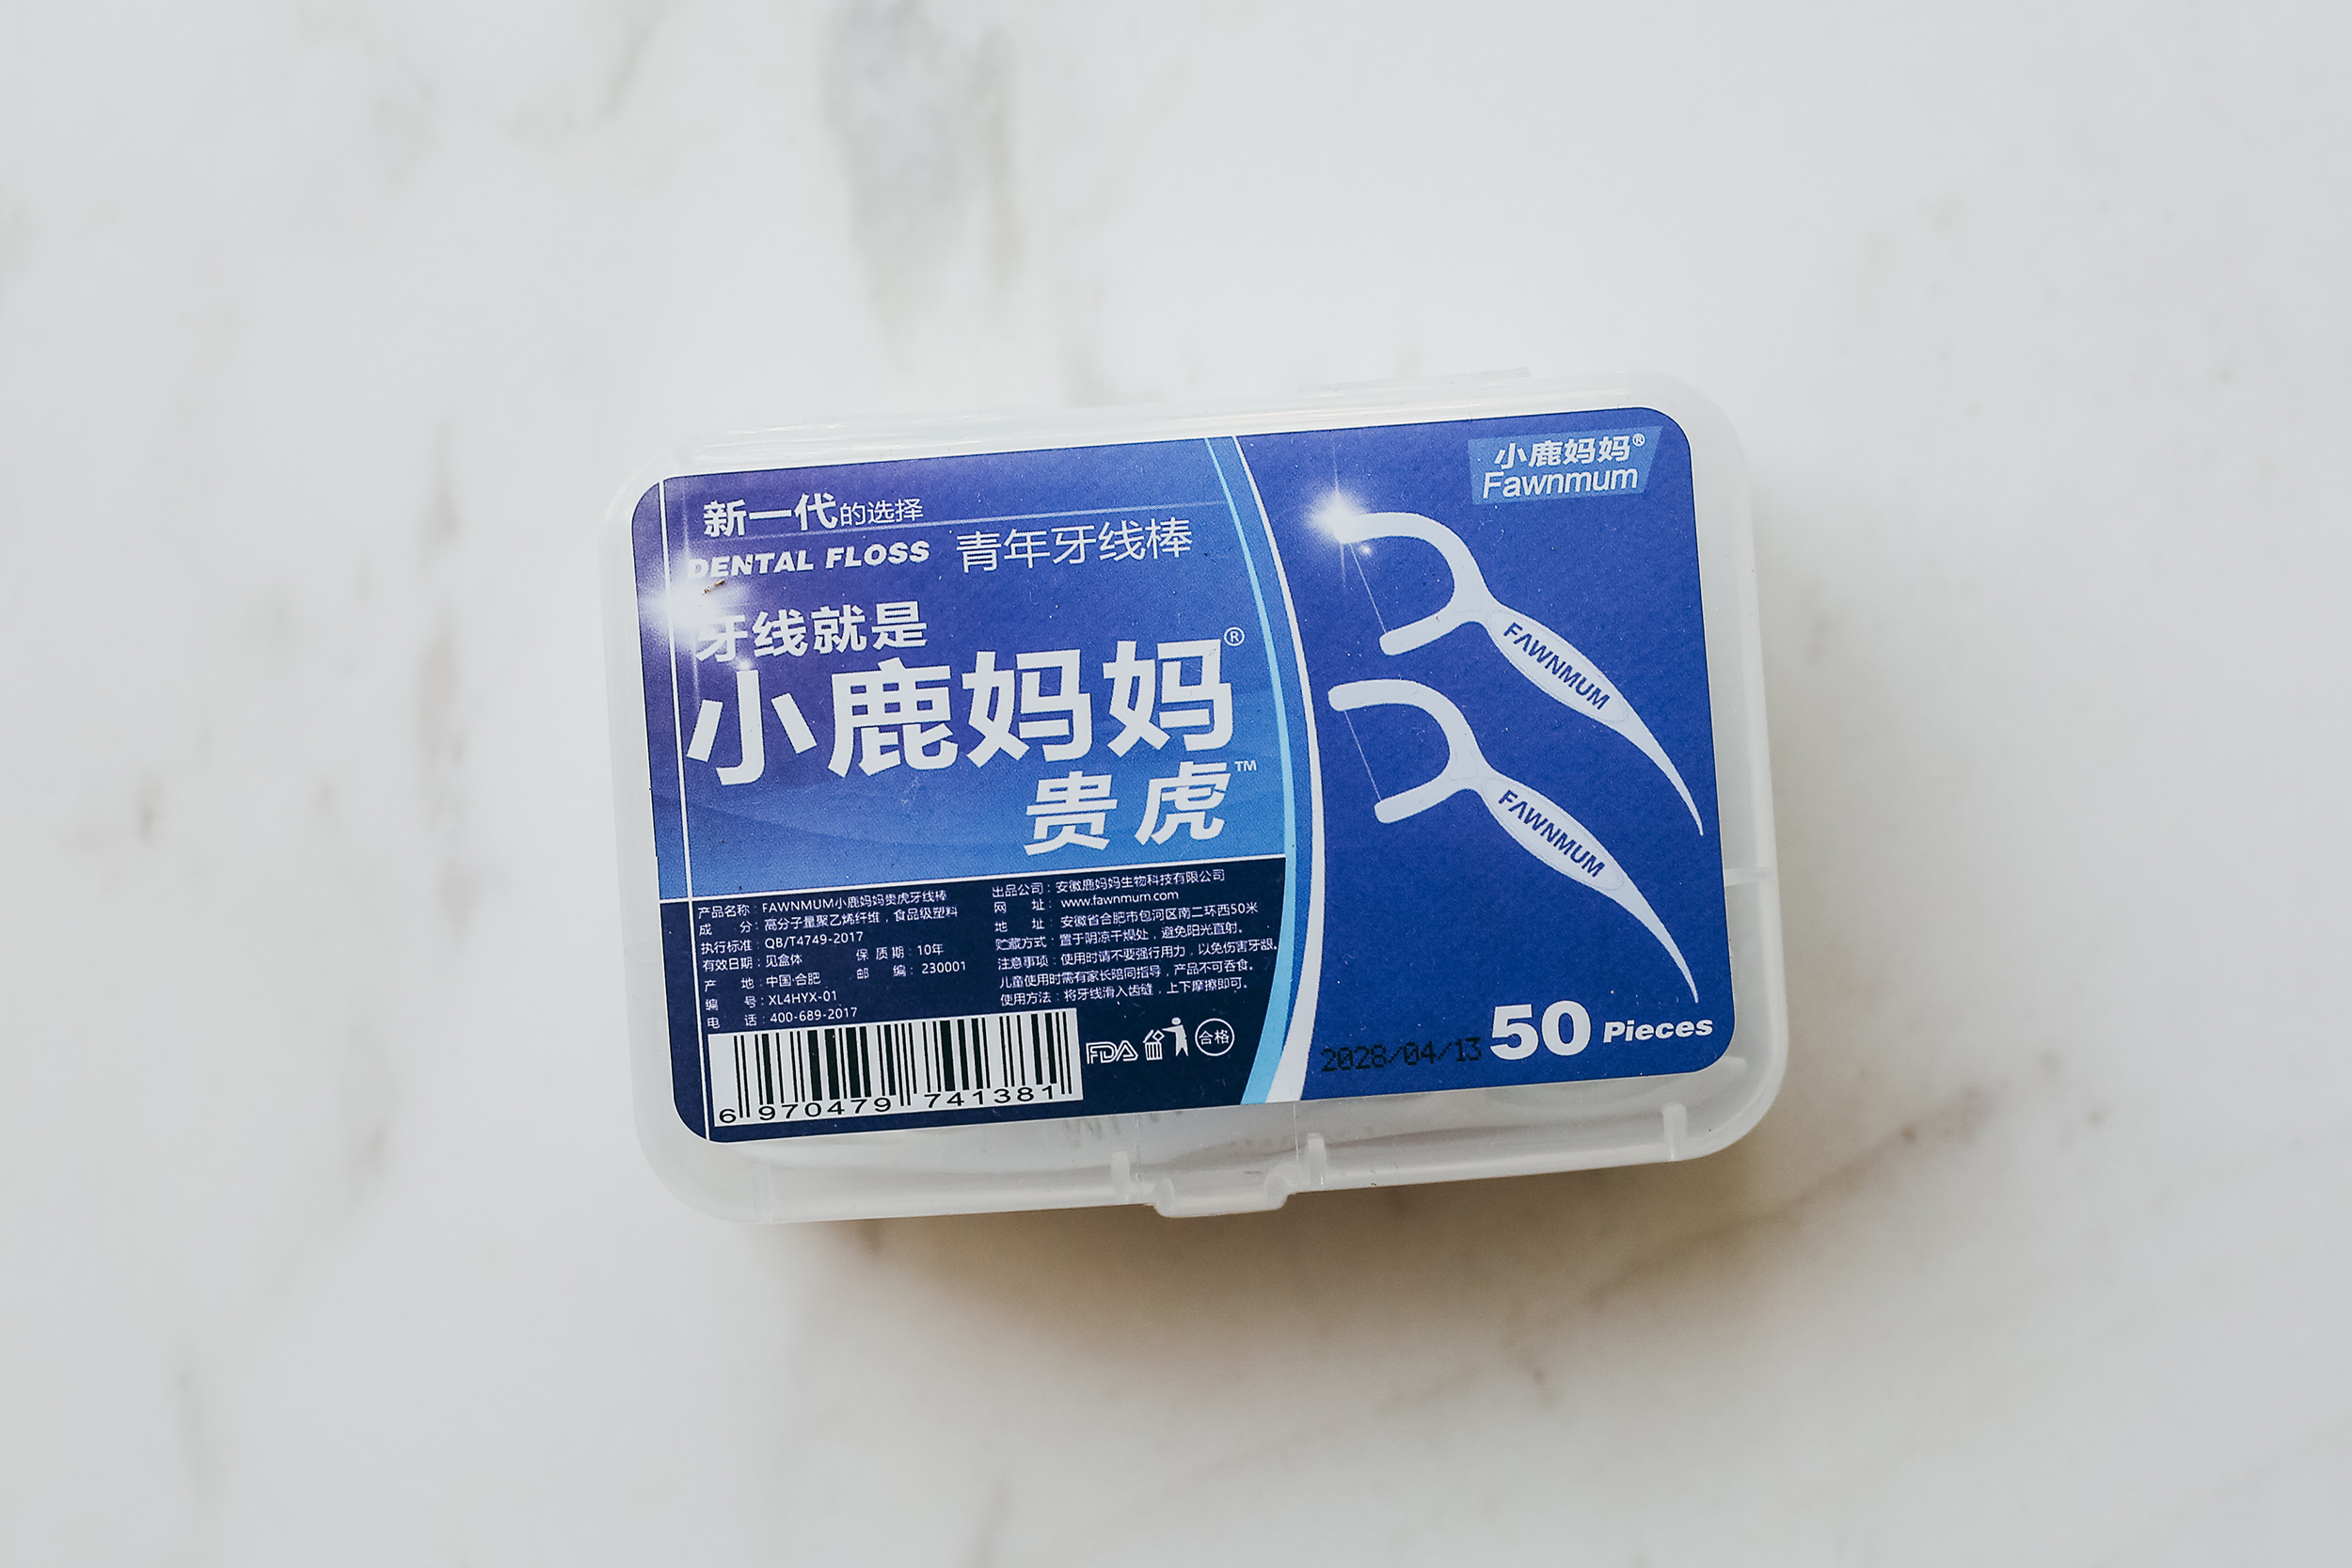 新一代的选择
DENTAL FLOSS 青年牙线棒
牙线就是
小鹿妈妈®
贵虎™
产品名称：FAWNMUM小鹿妈妈贵虎牙线棒
成 分：高分子量聚乙烯纤维，食品级塑料
执行标准：QB/T4749-2017
有效日期：见盒体 保质期：10年
产 地：中国·合肥 邮 编：230001
编 号：XL4HYX-01
电 话：400-689-2017
出品公司：安徽鹿妈妈生物科技有限公司
网 址：www.fawnmum.com
地 址：安徽省合肥市包河区南二环西50米
贮藏方式：置于阴凉干燥处，避免阳光直射。
注意事项：使用时请不要强行用力，以免伤害牙龈。
儿童使用时需有家长陪同指导，产品不可吞食。
使用方法：将牙线滑入齿缝，上下摩擦即可。
6 970479 741381
FDA 合格
小鹿妈妈®
Fawnmum
FAWNMUM
FAWNMUM
2028/04/13
50 Pieces